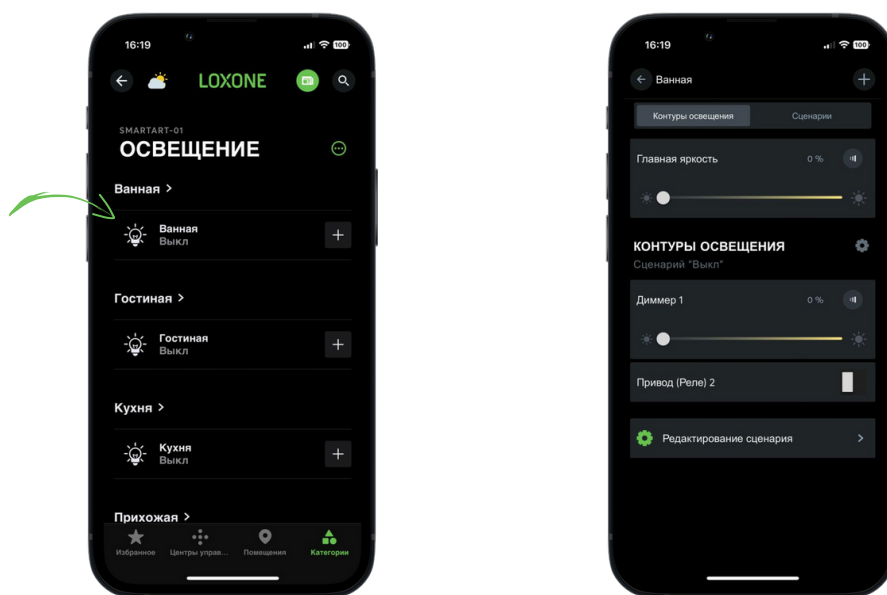 16:19
100
LOXONE
SMARTART-01
ОСВЕЩЕНИЕ
Ванная >
Ванная
Выкл
Гостиная >
Гостиная
Выкл
Кухня >
Кухня
Выкл
Прихожая >
Избранное Центры управ... Помещения Категории
16:19
100
Ванная
Контуры освещения Сценарии
Главная яркость 0 %
КОНТУРЫ ОСВЕЩЕНИЯ
Сценарий "Выкл"
Диммер 1 0 %
Привод (Реле) 2
Редактирование сценария >